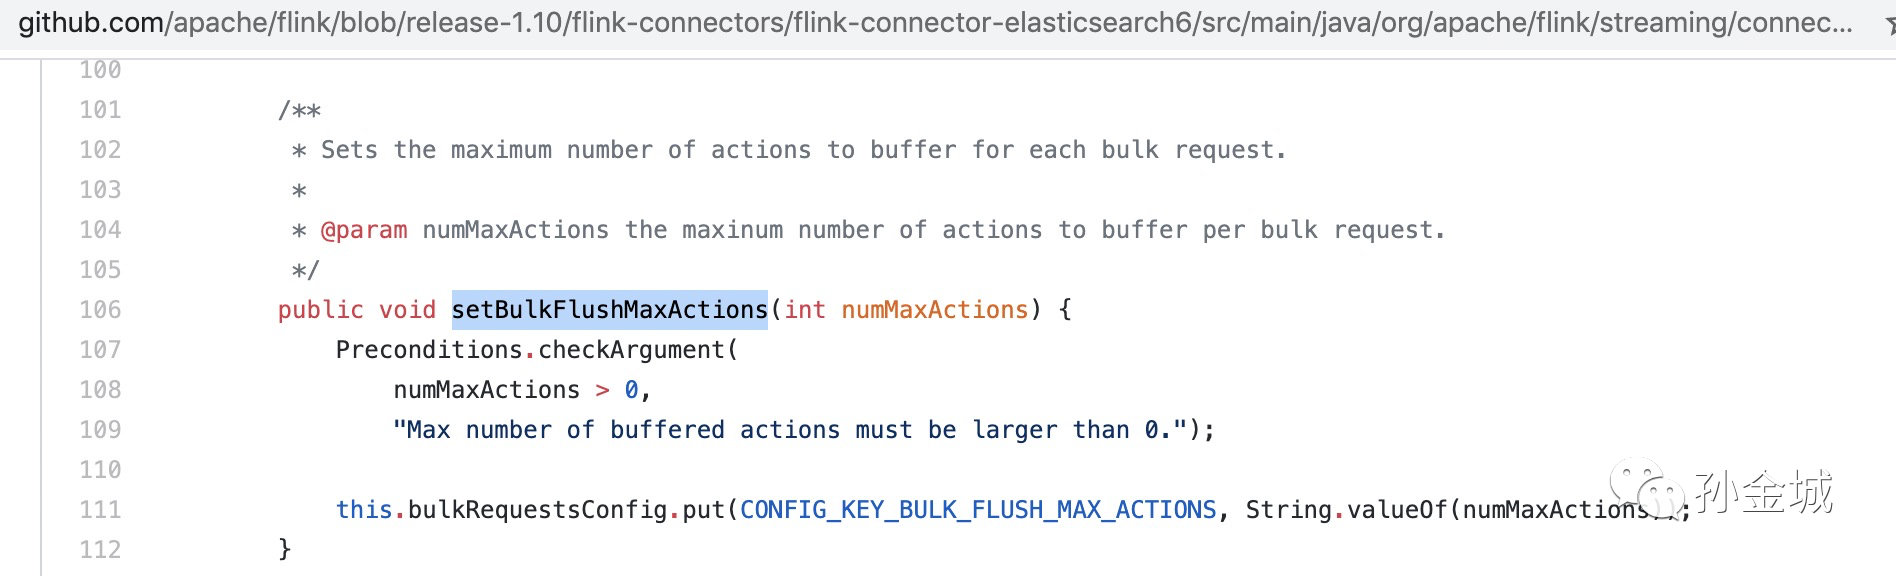 github.com/apache/flink/blob/release-1.10/flink-connectors/flink-connector-elasticsearch6/src/main/java/org/apache/flink/streaming/connec...
100
101 /**
102 * Sets the maximum number of actions to buffer for each bulk request.
103 *
104 * @param numMaxActions the maxinum number of actions to buffer per bulk request.
105 */
106 public void setBulkFlushMaxActions(int numMaxActions) {
107 Preconditions.checkArgument(
108 numMaxActions > 0,
109 "Max number of buffered actions must be larger than 0.");
110
111 this.bulkRequestsConfig.put(CONFIG_KEY_BULK_FLUSH_MAX_ACTIONS, String.valueOf(numMaxActions));
112 }
孙金城